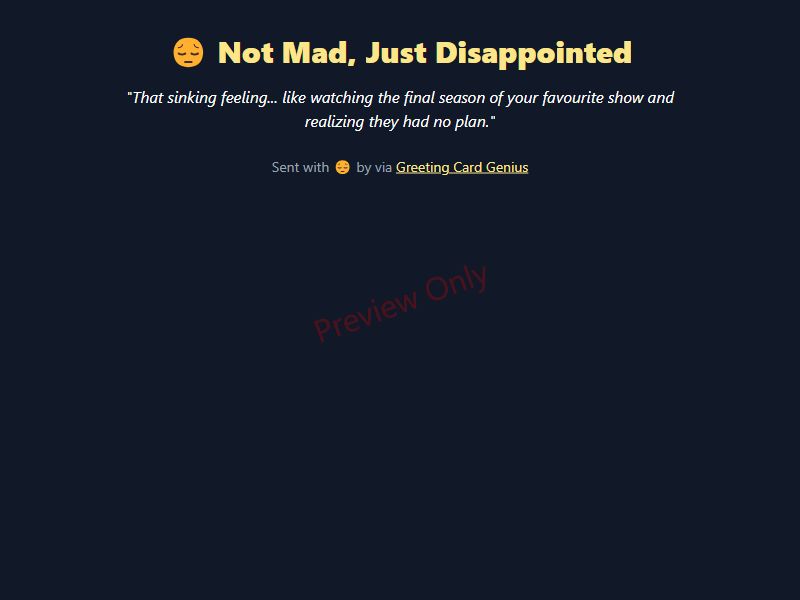 😔 Not Mad, Just Disappointed
"That sinking feeling... like watching the final season of your favourite show and
realizing they had no plan."
Sent with 😔 by via Greeting Card Genius
Preview Only